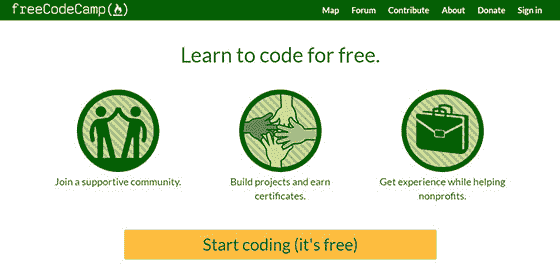 freeCodeCamp
Map Forum Contribute About Donate Sign in
Learn to code for free.
Join a supportive community.
Build projects and earn
certificates.
Get experience while helping
nonprofits.
Start coding (it's free)